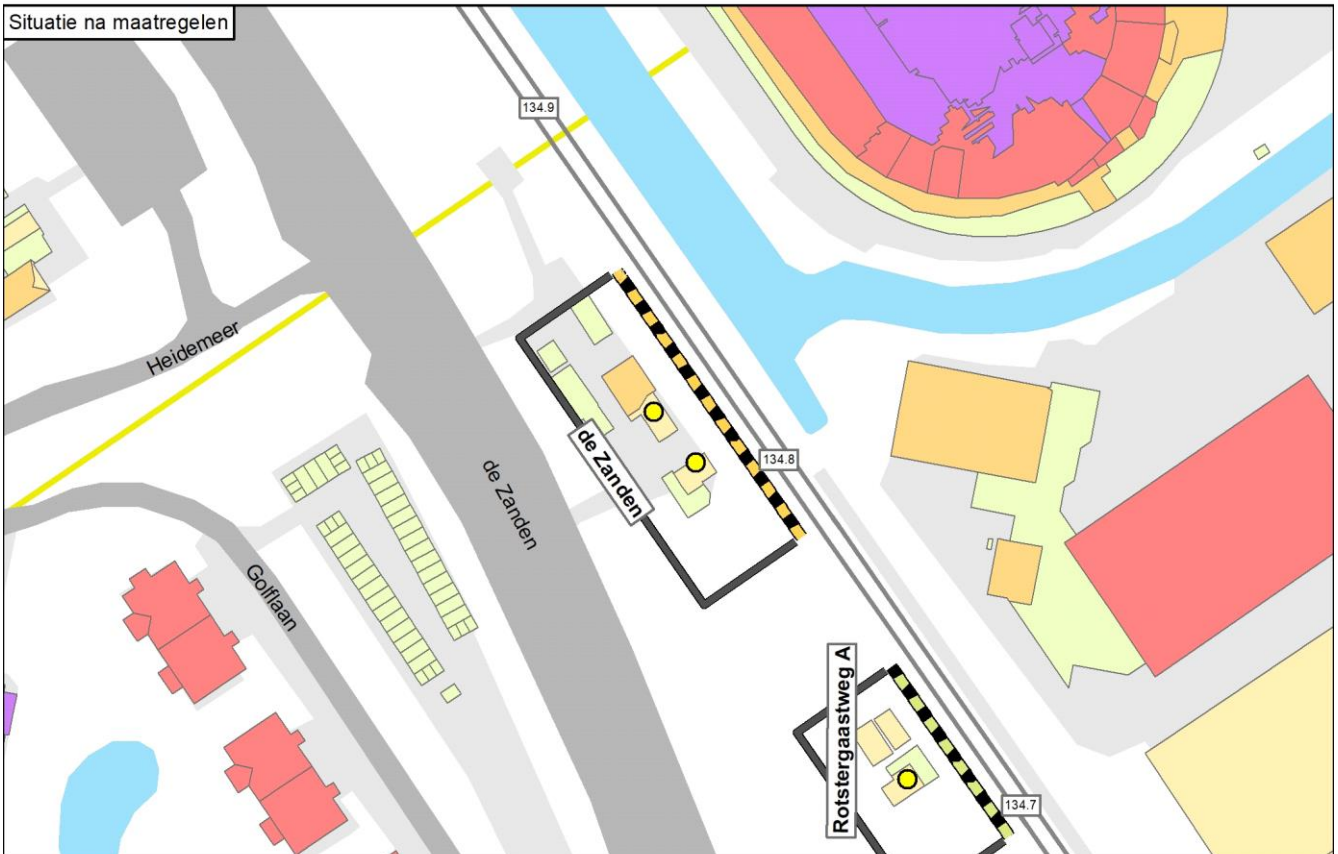 Situatie na maatregelen
134.9
Heidemeer
de Zanden
de Zanden
134.8
Golflaan
Rotstergaastweg A
134.7